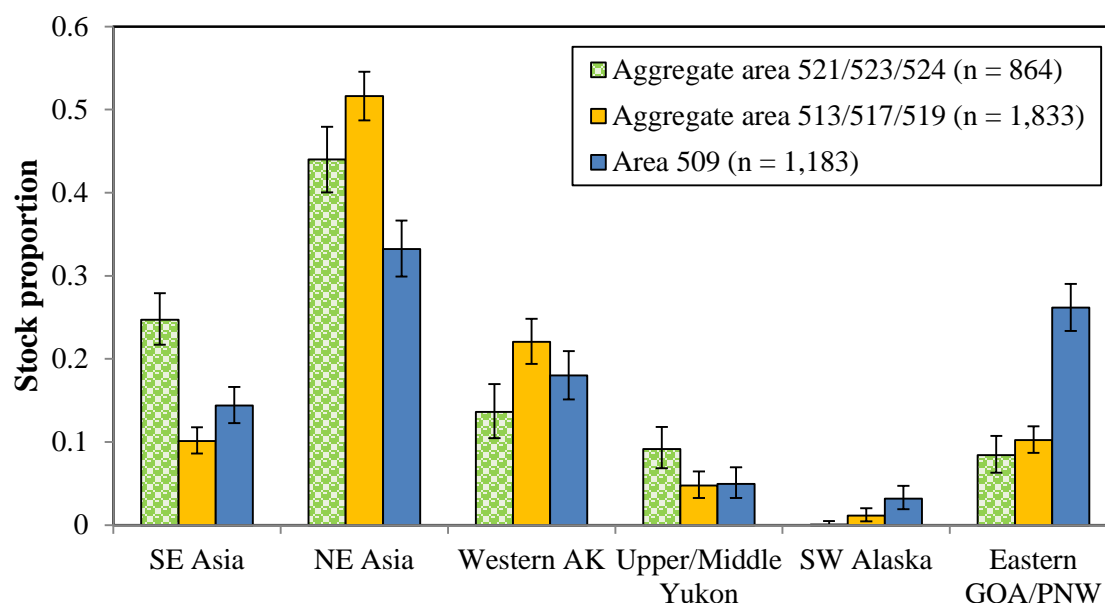 0.6
0.5
0.4
0.3
0.2
0.1
0
Stock proportion
Aggregate area 521/523/524 (n = 864)
Aggregate area 513/517/519 (n = 1,833)
Area 509 (n = 1,183)
SE Asia
NE Asia
Western AK
Upper/Middle
Yukon
SW Alaska
Eastern
GOA/PNW